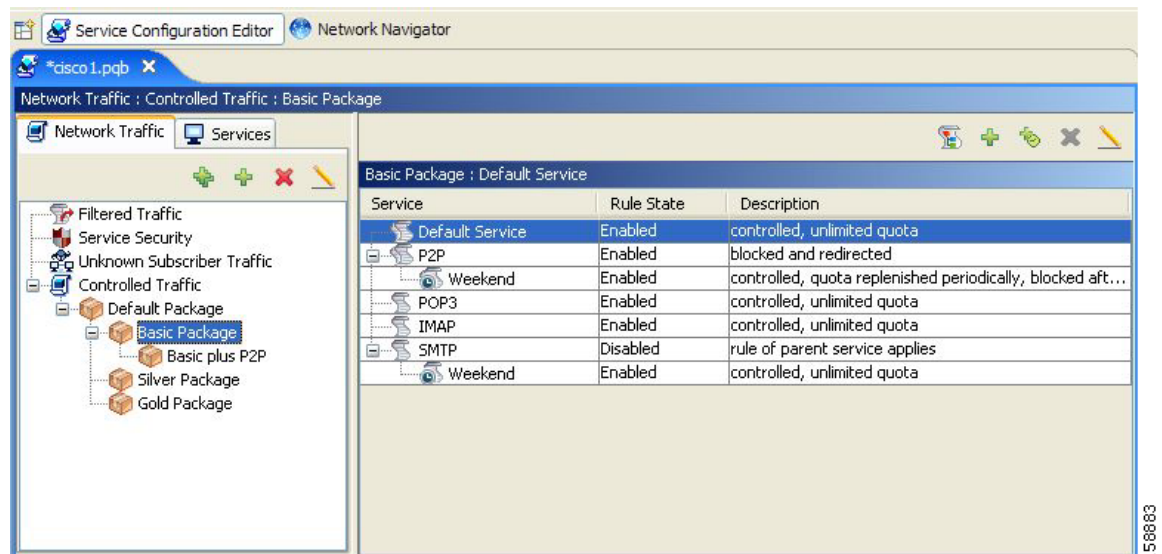 Service Configuration Editor Network Navigator
*cisco1.pqb
Network Traffic : Controlled Traffic : Basic Package
Network Traffic Services
Basic Package : Default Service
Service Rule State Description
Default Service Enabled controlled, unlimited quota
P2P Enabled blocked and redirected
Weekend Enabled controlled, quota replenished periodically, blocked aft...
POP3 Enabled controlled, unlimited quota
IMAP Enabled controlled, unlimited quota
SMTP Disabled rule of parent service applies
Weekend Enabled controlled, unlimited quota
Filtered Traffic
Service Security
Unknown Subscriber Traffic
Controlled Traffic
Default Package
Basic Package
Basic plus P2P
Silver Package
Gold Package
58883